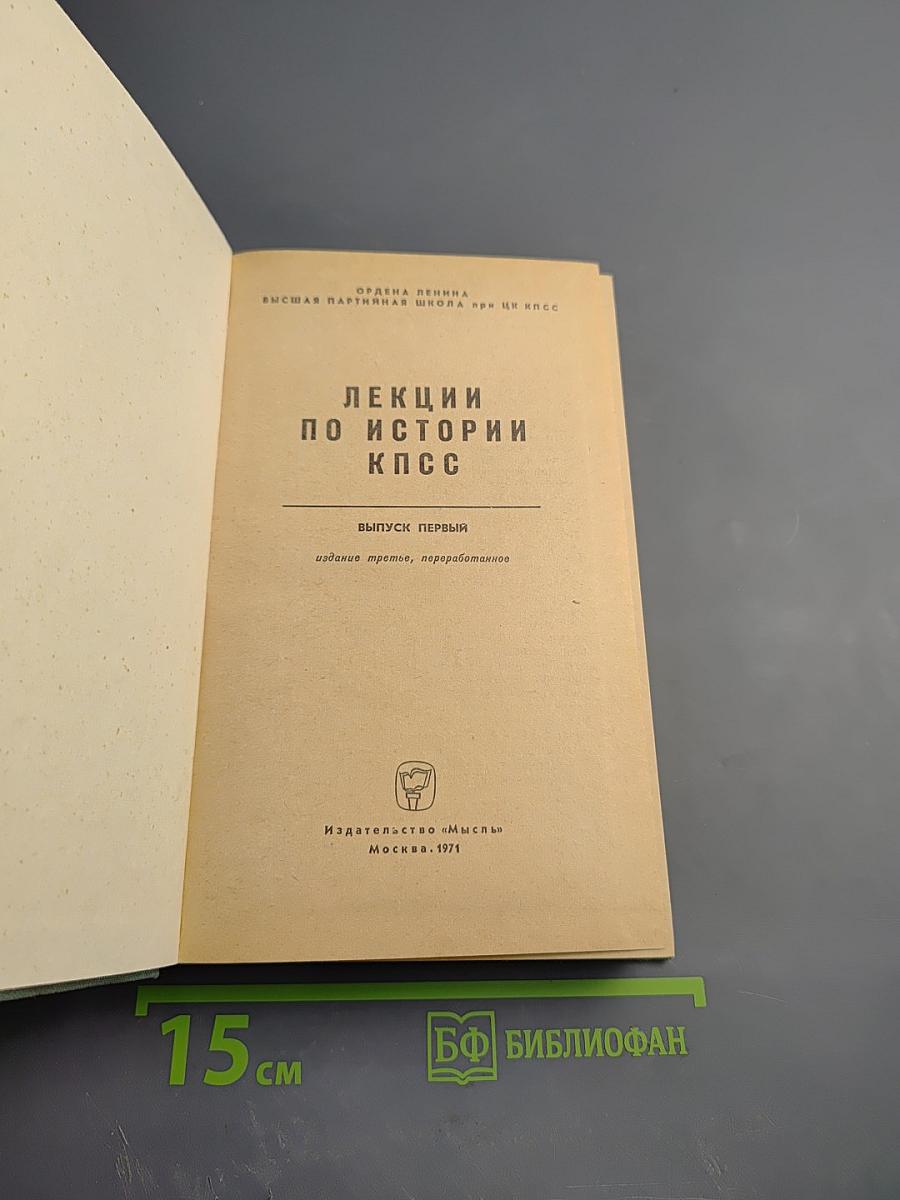 ОРДЕНА ЛЕНИНА
ВЫСШАЯ ПАРТИЙНАЯ ШКОЛА при ЦК КПСС
ЛЕКЦИИ
ПО ИСТОРИИ
КПСС
ВЫПУСК ПЕРВЫЙ
издание третье, переработанное
Издательство «Мысль»
Москва. 1971
15 см
БФ БИБЛИОФАН